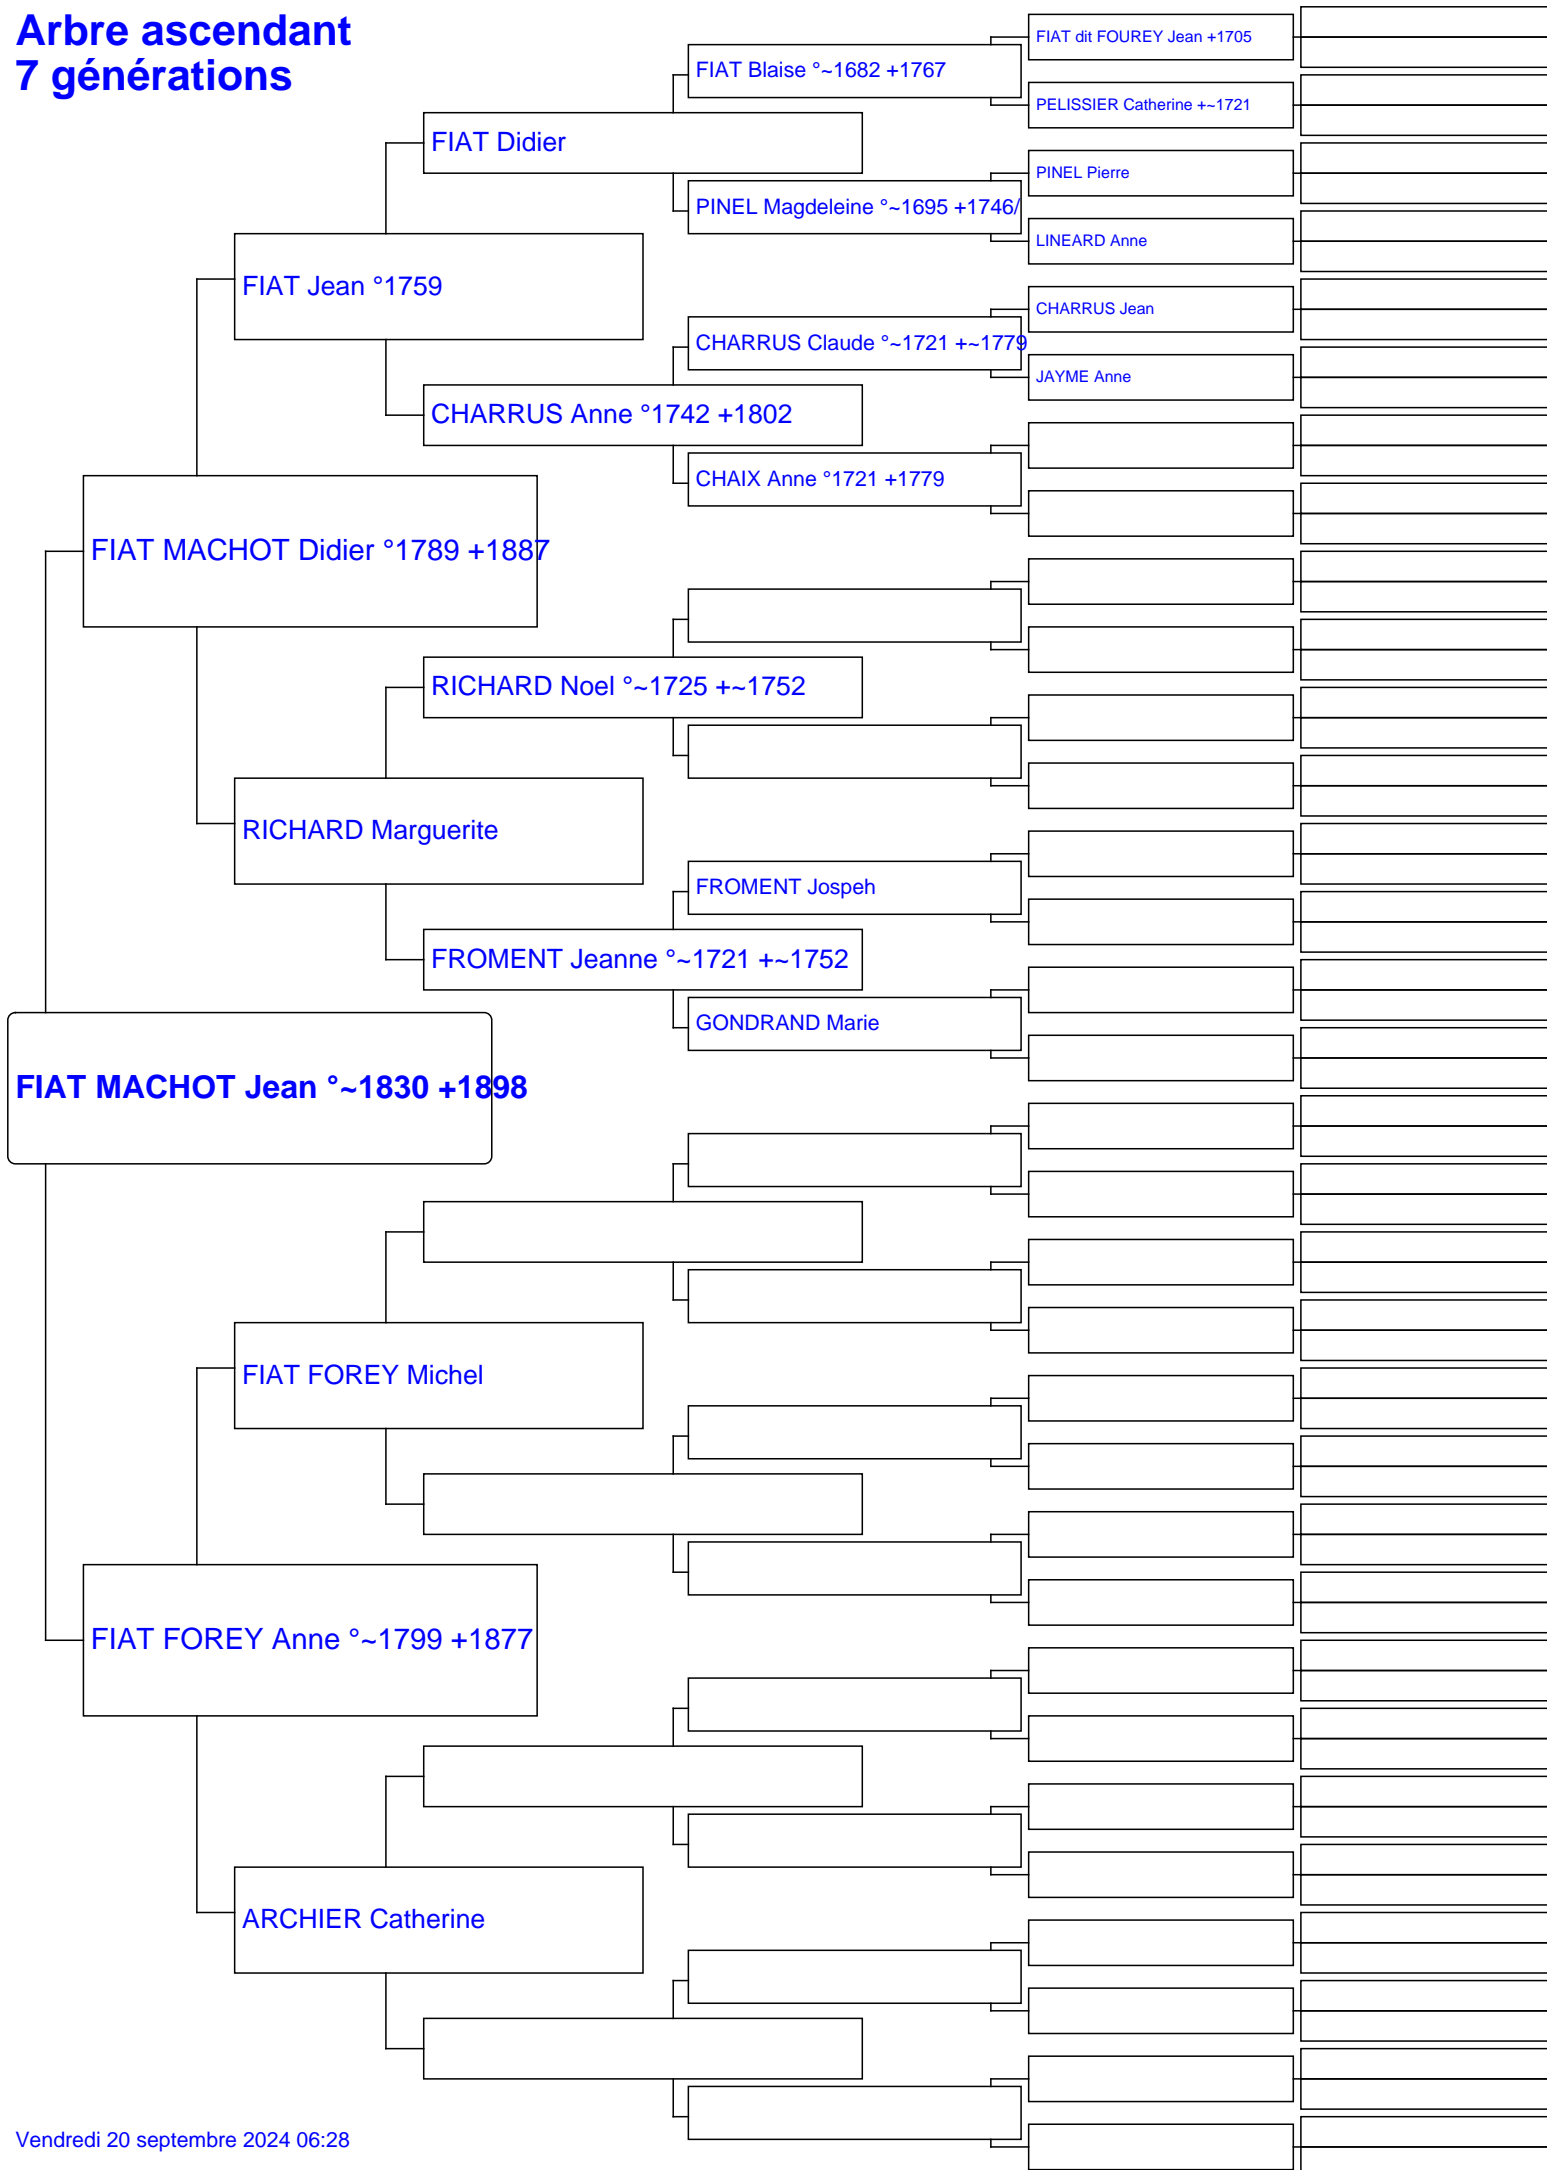 Arbre ascendant
7 générations
FIAT dit FOUREY Jean +1705
FIAT Blaise °~1682 +1767
PELISSIER Catherine +~1721
FIAT Didier
PINEL Pierre
PINEL Magdeleine °~1695 +1746/
LINEARD Anne
FIAT Jean °1759
CHARRUS Jean
CHARRUS Claude °~1721 +~1779
JAYME Anne
CHARRUS Anne °1742 +1802
CHAIX Anne °1721 +1779
FIAT MACHOT Didier °1789 +1887
RICHARD Noel °~1725 +~1752
RICHARD Marguerite
FROMENT Jospeh
FROMENT Jeanne °~1721 +~1752
GONDRAND Marie
FIAT MACHOT Jean °~1830 +1898
FIAT FOREY Michel
FIAT FOREY Anne °~1799 +1877
ARCHIER Catherine
Vendredi 20 septembre 2024 06:28